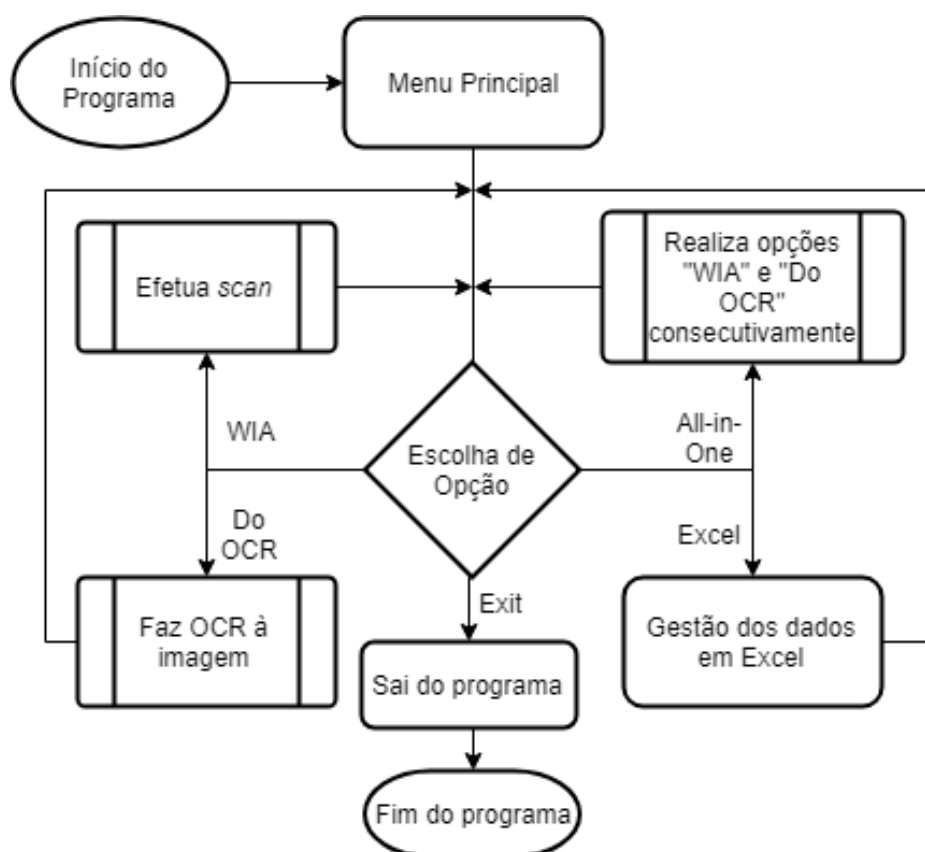 Início do
Programa
Menu Principal
Efetua scan
Realiza opções
"WIA" e "Do
OCR"
consecutivamente
WIA
All-in-
One
Escolha de
Opção
Do
OCR
Excel
Exit
Faz OCR à
imagem
Gestão dos dados
em Excel
Sai do programa
Fim do programa